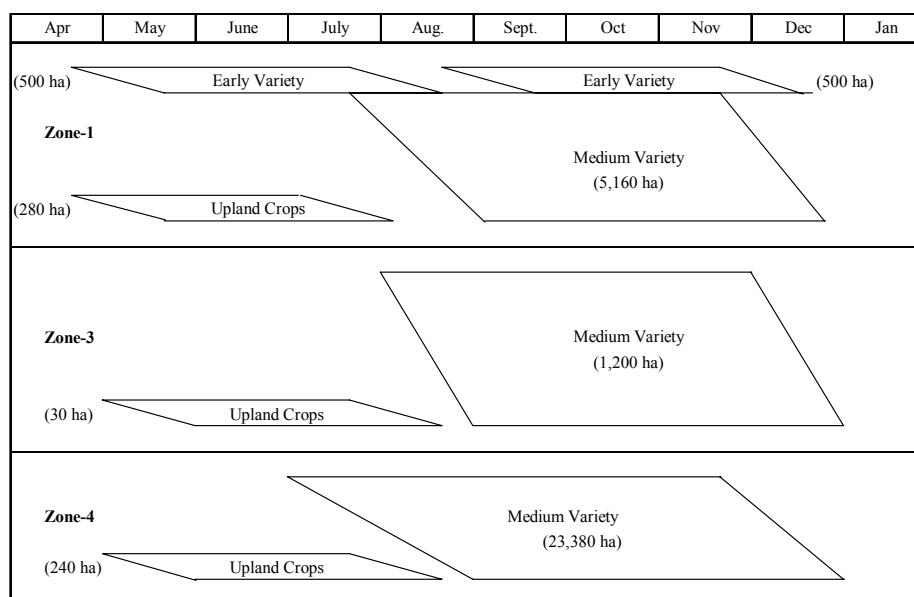 Apr May June July Aug. Sept. Oct Nov Dec Jan
(500 ha) Early Variety Early Variety (500 ha)
Zone-1
Medium Variety
(5,160 ha)
(280 ha) Upland Crops
Zone-3 Medium Variety
(1,200 ha)
(30 ha) Upland Crops
Zone-4 Medium Variety
(23,380 ha)
(240 ha) Upland Crops